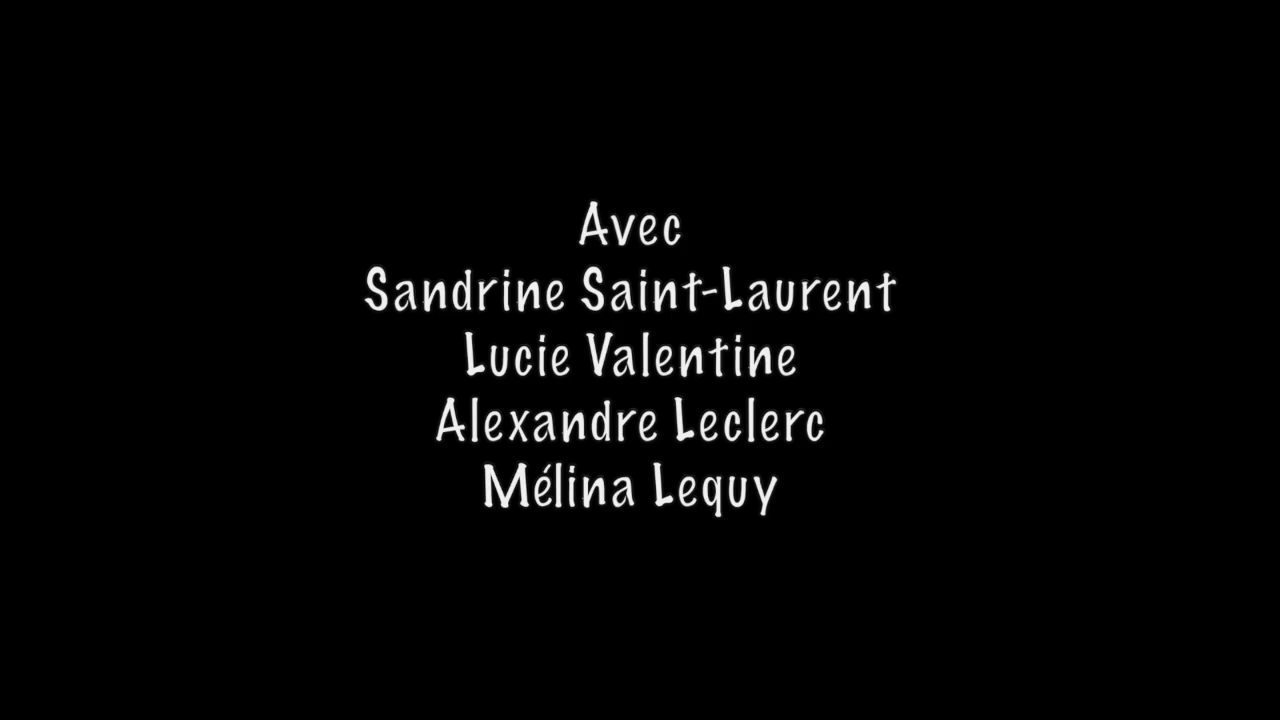 Avec
Sandrine Saint-Laurent
Lucie Valentine
Alexandre Leclerc
Mélina Lequy